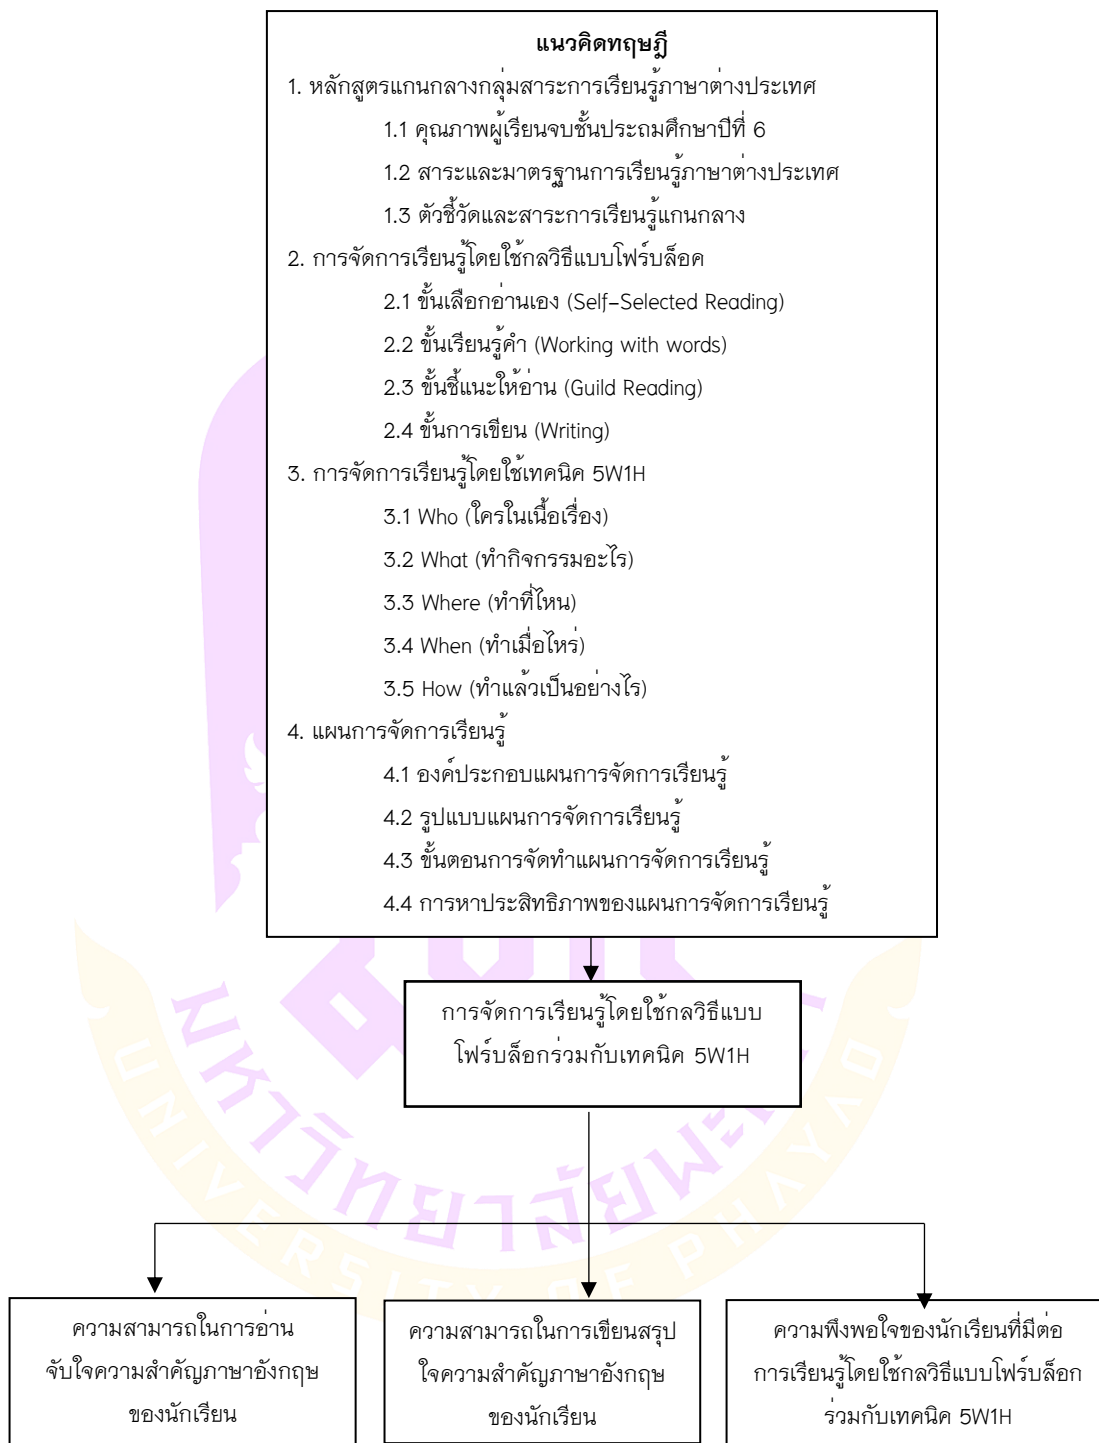 แนวคิดทฤษฎี
1. หลักสูตรแกนกลางกลุ่มสาระการเรียนรู้ภาษาต่างประเทศ
1.1 คุณภาพผู้เรียนจบชั้นประถมศึกษาปีที่ 6
1.2 สาระและมาตรฐานการเรียนรู้ภาษาต่างประเทศ
1.3 ตัวชี้วัดและสาระการเรียนรู้แกนกลาง
2. การจัดการเรียนรู้โดยใช้กลวิธีแบบโฟร์บล็อค
2.1 ขั้นเลือกอ่านเอง (Self-Selected Reading)
2.2 ขั้นเรียนรู้คำ (Working with words)
2.3 ขั้นชี้แนะให้อ่าน (Guild Reading)
2.4 ขั้นการเขียน (Writing)
3. การจัดการเรียนรู้โดยใช้เทคนิค 5W1H
3.1 Who (ใครในเนื้อเรื่อง)
3.2 What (ทำกิจกรรมอะไร)
3.3 Where (ทำที่ไหน)
3.4 When (ทำเมื่อไหร่)
3.5 How (ทำแล้วเป็นอย่างไร)
4. แผนการจัดการเรียนรู้
4.1 องค์ประกอบแผนการจัดการเรียนรู้
4.2 รูปแบบแผนการจัดการเรียนรู้
4.3 ขั้นตอนการจัดทำแผนการจัดการเรียนรู้
4.4 การหาประสิทธิภาพของแผนการจัดการเรียนรู้
การจัดการเรียนรู้โดยใช้กลวิธีแบบ
โฟร์บล็อกร่วมกับเทคนิค 5W1H
มหาวิทยาลัยพะ
UNIVERSITY OF PHAYAO
ความสามารถในการอ่าน
จับใจความสำคัญภาษาอังกฤษ
ของนักเรียน
ความสามารถในการเขียนสรุป
ใจความสำคัญภาษาอังกฤษ
ของนักเรียน
ความพึงพอใจของนักเรียนที่มีต่อ
การเรียนรู้โดยใช้กลวิธีแบบโฟร์บล็อก
ร่วมกับเทคนิค 5W1H